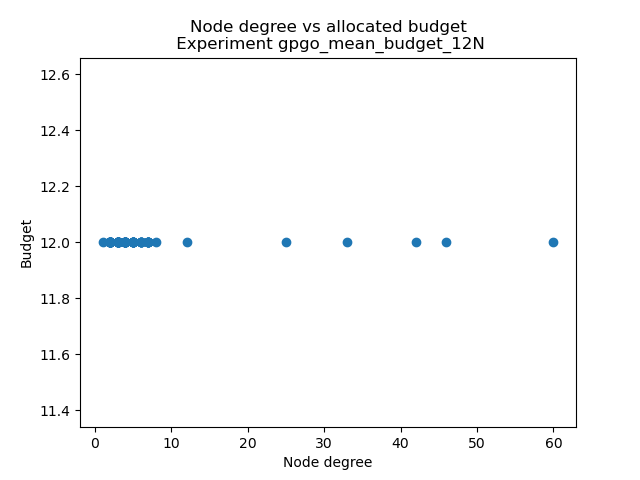 Node degree vs allocated budget
Experiment gpgo_mean_budget_12N
12.6
12.4
12.2
12.0
11.8
11.6
11.4
Budget
0 10 20 30 40 50 60
Node degree